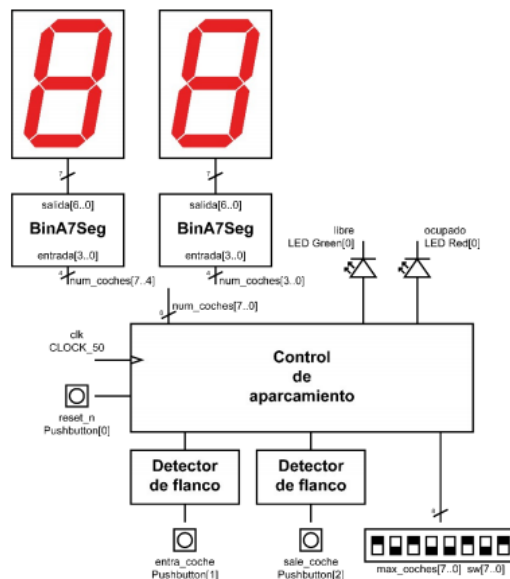 7
7
salida[6..0]
salida[6..0]
BinA7Seg
BinA7Seg
entrada[3..0]
entrada[3..0]
4
num_coches[7..4]
4
num_coches[3..0]
libre
LED Green[0]
ocupado
LED Red[0]
8
num_coches[7..0]
clk
CLOCK_50
Control
de
aparcamiento
reset_n
Pushbutton[0]
Detector
de flanco
Detector
de flanco
8
entra_coche
Pushbutton[1]
sale_coche
Pushbutton[2]
max_coches[7..0] sw[7..0]